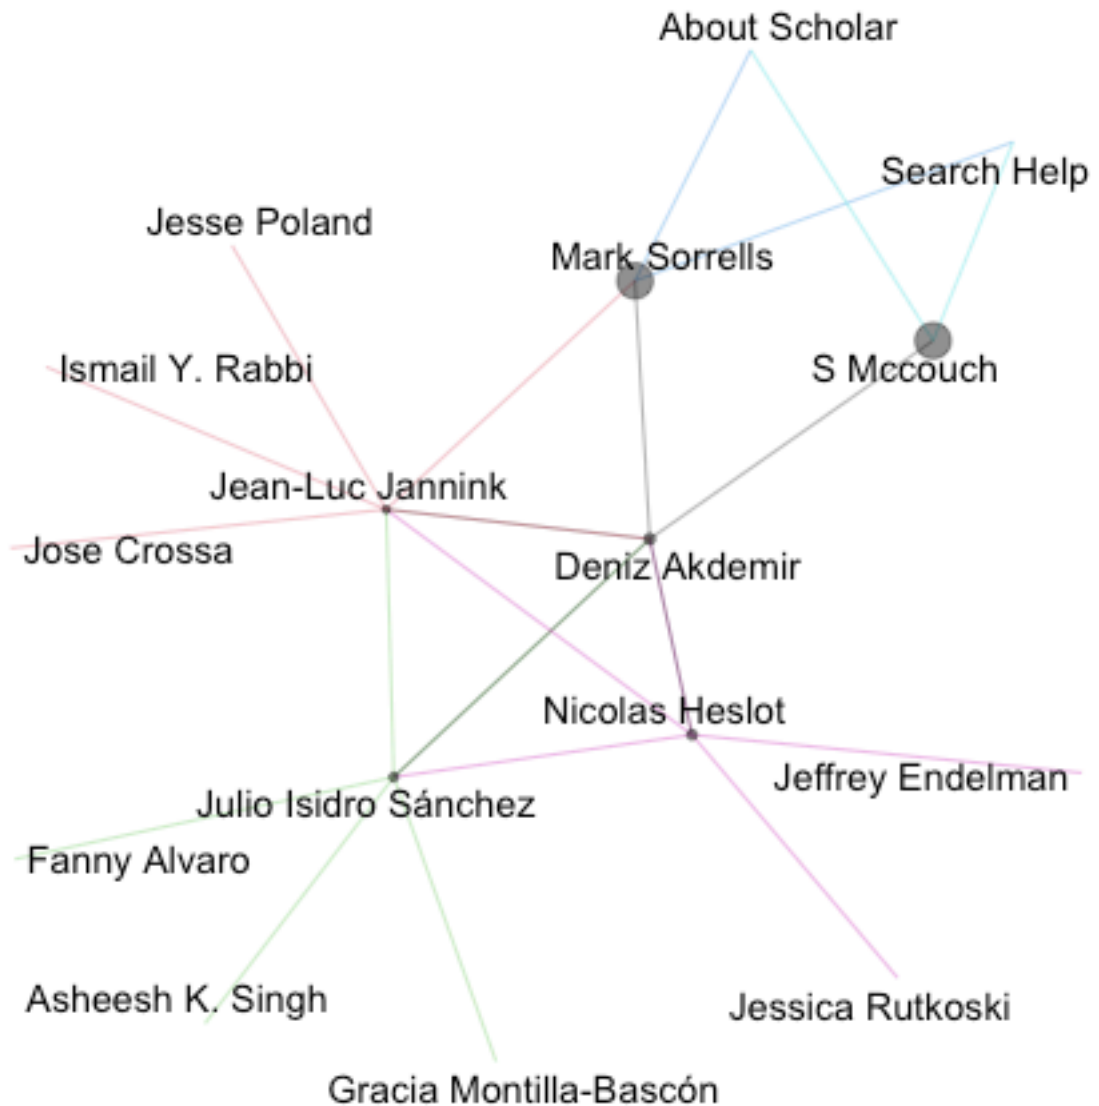 About Scholar
Search Help
Jesse Poland
Mark Sorrells
Ismail Y. Rabbi
S Mccouch
Jean-Luc Jannink
Jose Crossa
Deniz Akdemir
Nicolas Heslot
Jeffrey Endelman
Julio Isidro Sánchez
Fanny Alvaro
Asheesh K. Singh
Jessica Rutkoski
Gracia Montilla-Bascón